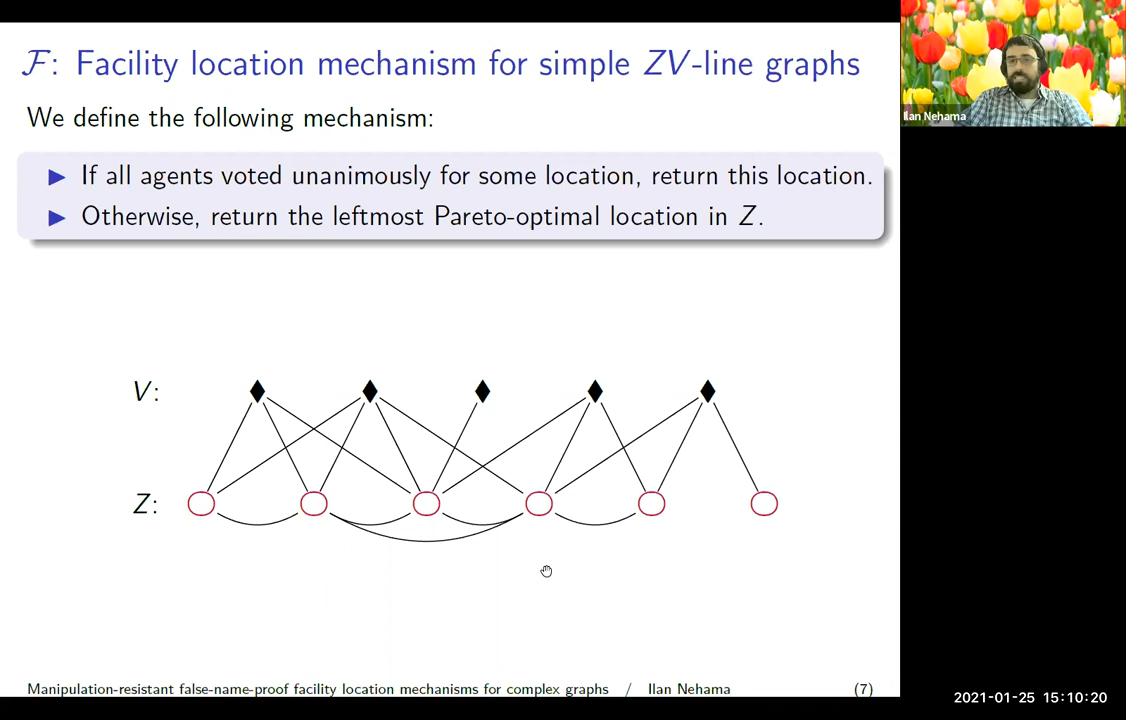 F: Facility location mechanism for simple ZV-line graphs
We define the following mechanism:
▶ If all agents voted unanimously for some location, return this location.
▶ Otherwise, return the leftmost Pareto-optimal location in Z.
V:
Z:
Manipulation-resistant false-name-proof facility location mechanisms for complex graphs / Ilan Nehama (7)
Ilan Nehama
2021-01-25 15:10:20